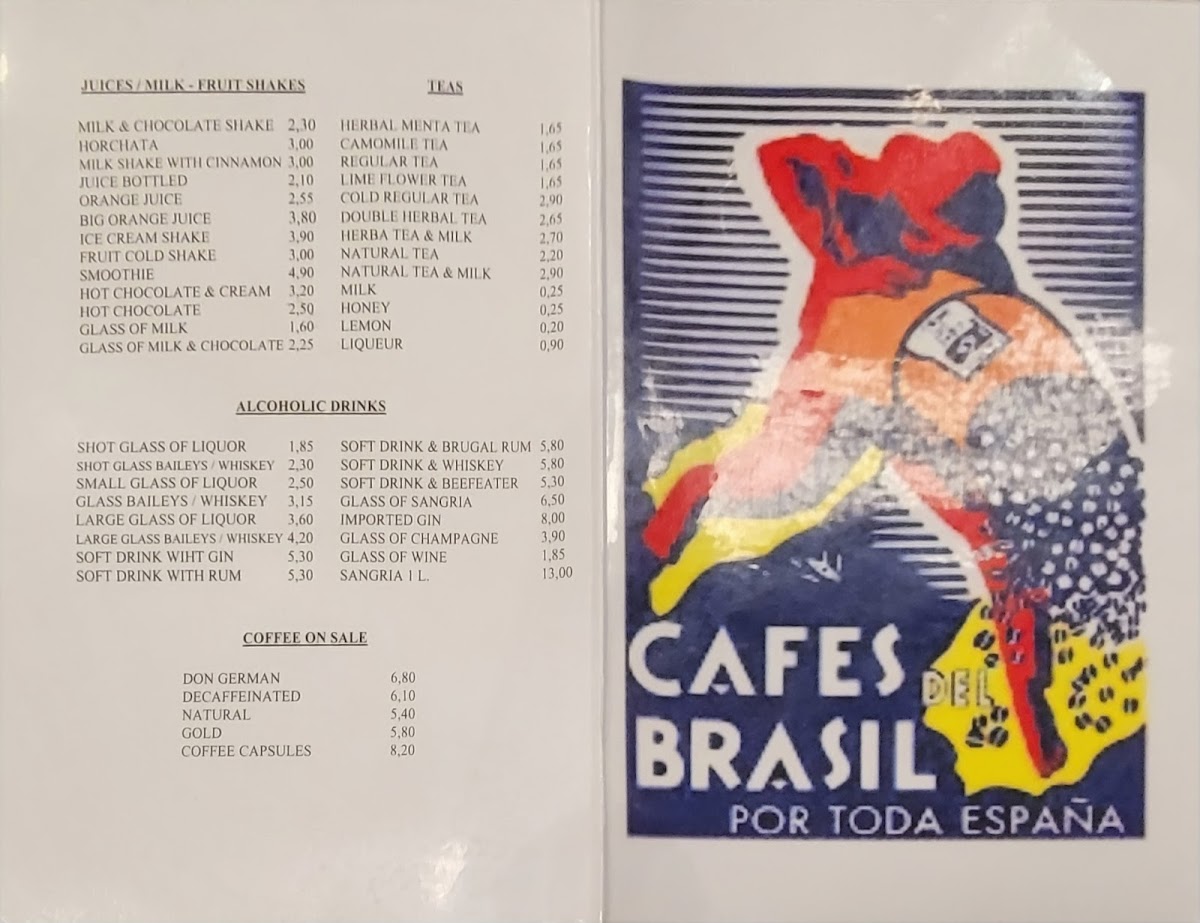 JUICES / MILK - FRUIT SHAKES
MILK & CHOCOLATE SHAKE 2,30
HORCHATA 3,00
MILK SHAKE WITH CINNAMON 3,00
JUICE BOTTLED 2,10
ORANGE JUICE 2,55
BIG ORANGE JUICE 3,80
ICE CREAM SHAKE 3,90
FRUIT COLD SHAKE 3,00
SMOOTHIE 4,90
HOT CHOCOLATE & CREAM 3,20
HOT CHOCOLATE 2,50
GLASS OF MILK 1,60
GLASS OF MILK & CHOCOLATE 2,25
TEAS
HERBAL MENTA TEA 1,65
CAMOMILE TEA 1,65
REGULAR TEA 1,65
LIME FLOWER TEA 1,65
COLD REGULAR TEA 2,90
DOUBLE HERBAL TEA 2,65
HERBA TEA & MILK 2,70
NATURAL TEA 2,20
NATURAL TEA & MILK 2,90
MILK 0,25
HONEY 0,25
LEMON 0,20
LIQUEUR 0,90
ALCOHOLIC DRINKS
SHOT GLASS OF LIQUOR 1,85
SHOT GLASS BAILEYS / WHISKEY 2,30
SMALL GLASS OF LIQUOR 2,50
GLASS BAILEYS / WHISKEY 3,15
LARGE GLASS OF LIQUOR 3,60
LARGE GLASS BAILEYS / WHISKEY 4,20
SOFT DRINK WIHT GIN 5,30
SOFT DRINK WITH RUM 5,30
SOFT DRINK & BRUGAL RUM 5,80
SOFT DRINK & WHISKEY 5,80
SOFT DRINK & BEEFEATER 5,30
GLASS OF SANGRIA 6,50
IMPORTED GIN 8,00
GLASS OF CHAMPAGNE 3,90
GLASS OF WINE 1,85
SANGRIA 1 L. 13,00
COFFEE ON SALE
DON GERMAN 6,80
DECAFFEINATED 6,10
NATURAL 5,40
GOLD 5,80
COFFEE CAPSULES 8,20
CAFES DEL
BRASIL
POR TODA ESPAÑA